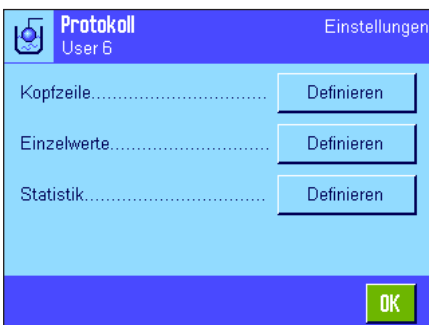 Protokoll Einstellungen
User 6
Kopfzeile.............................. Definieren
Einzelwerte........................... Definieren
Statistik................................ Definieren
OK